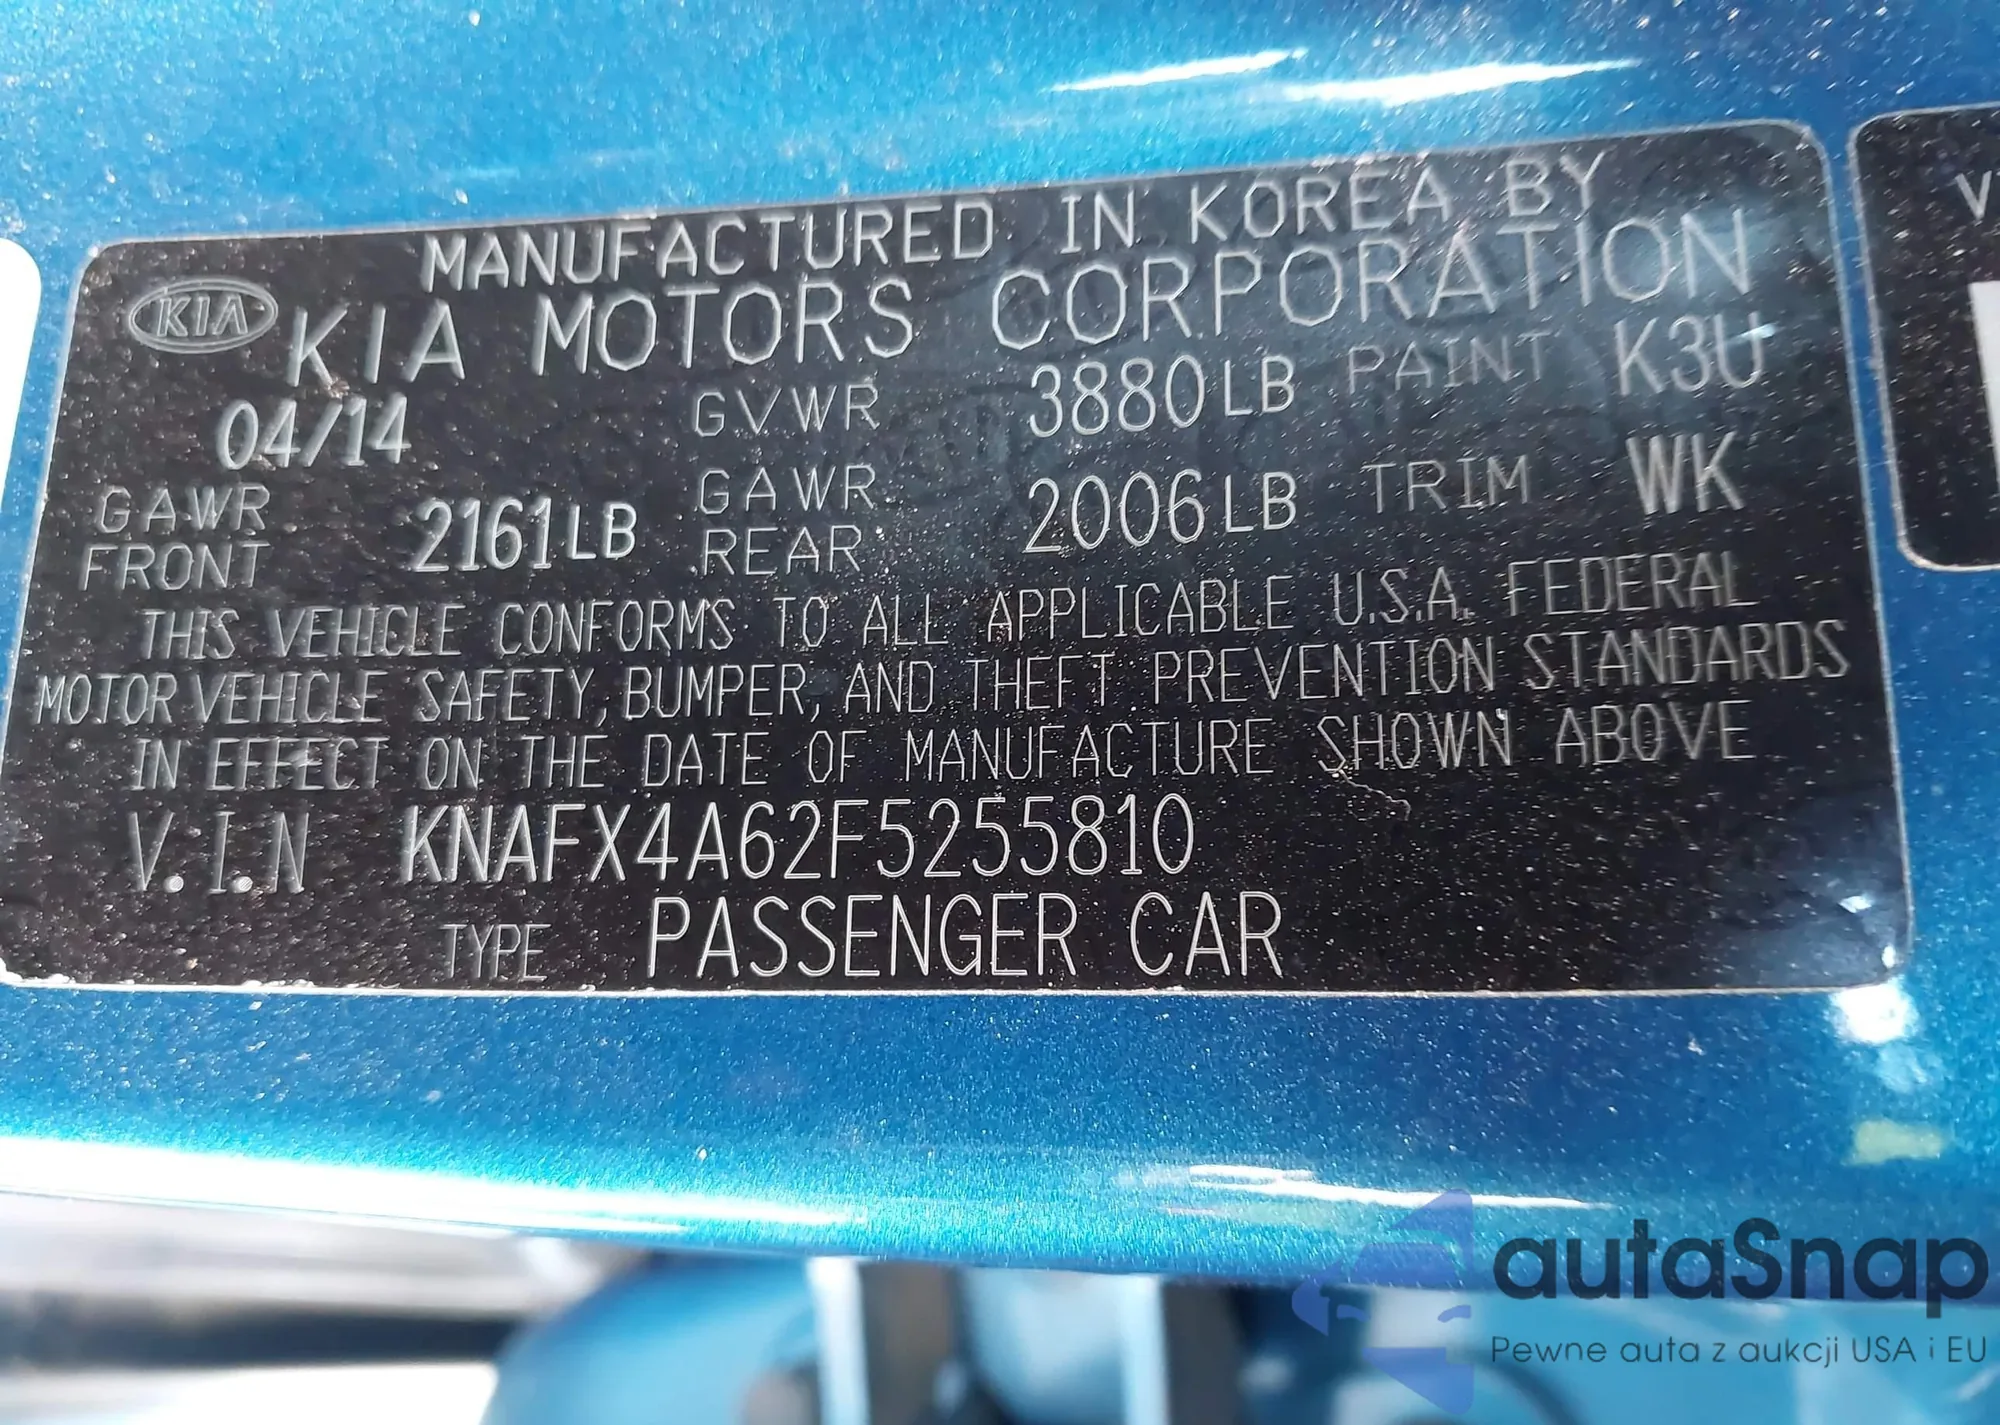 MANUFACTURED IN KOREA BY
KIA KIA MOTORS CORPORATION
04/14 GVWR 3880LB PAINT K3U
GAWR FRONT 2161LB GAWR REAR 2006LB TRIM WK
THIS VEHICLE CONFORMS TO ALL APPLICABLE U.S.A. FEDERAL
MOTOR VEHICLE SAFETY, BUMPER, AND THEFT PREVENTION STANDARDS
IN EFFECT ON THE DATE OF MANUFACTURE SHOWN ABOVE
V.I.N KNAFX4A62F5255810
TYPE PASSENGER CAR
autaSnap
Pewne auta z aukcji USA i EU